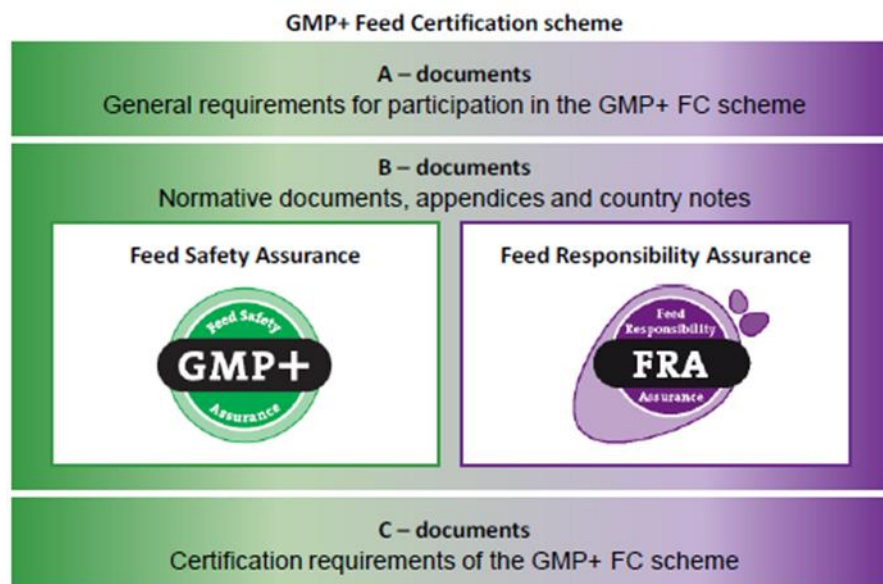 GMP+ Feed Certification scheme
A – documents
General requirements for participation in the GMP+ FC scheme
B – documents
Normative documents, appendices and country notes
Feed Safety Assurance
Feed Safety
GMP+
Assurance
Feed Responsibility Assurance
Feed
Responsibility
FRA
Assurance
C – documents
Certification requirements of the GMP+ FC scheme